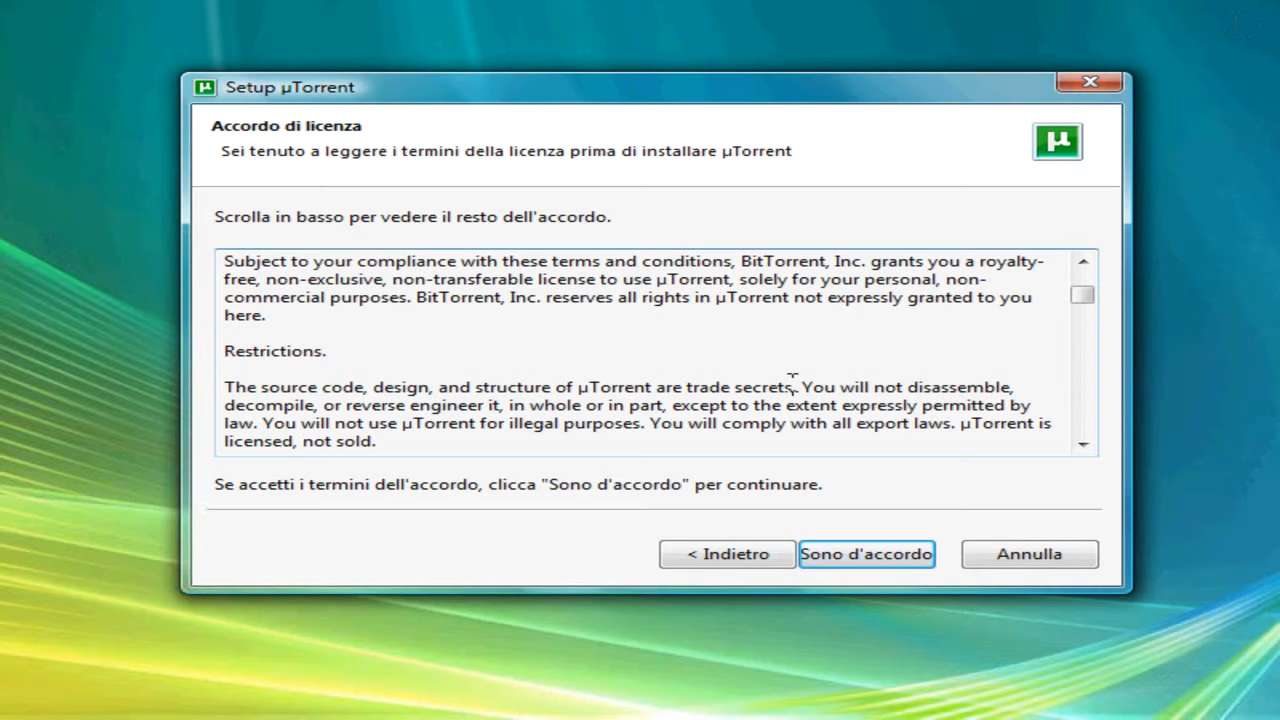 Setup µTorrent
Accordo di licenza
Sei tenuto a leggere i termini della licenza prima di installare µTorrent
µ
Scrolla in basso per vedere il resto dell'accordo.
Subject to your compliance with these terms and conditions, BitTorrent, Inc. grants you a royalty-
free, non-exclusive, non-transferable license to use µTorrent, solely for your personal, non-
commercial purposes. BitTorrent, Inc. reserves all rights in µTorrent not expressly granted to you
here.
Restrictions.
The source code, design, and structure of µTorrent are trade secrets. You will not disassemble,
decompile, or reverse engineer it, in whole or in part, except to the extent expressly permitted by
law. You will not use µTorrent for illegal purposes. You will comply with all export laws. µTorrent is
licensed, not sold.
Se accetti i termini dell'accordo, clicca "Sono d'accordo" per continuare.
< Indietro
Sono d'accordo
Annulla